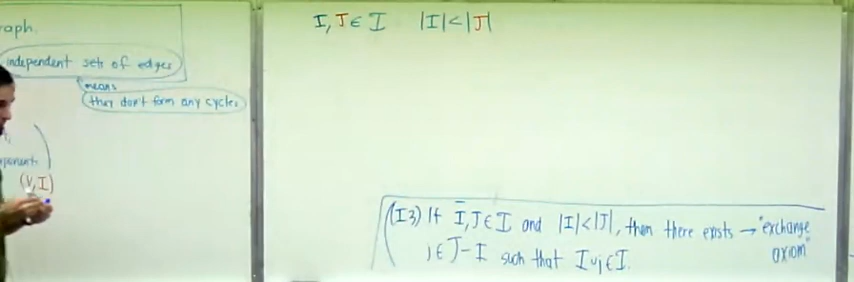 raph.
independent sets of edges
means
they don't form any cycles
ponent
(V, I)
I, J ∈ I |I| < |J|
(I3) If I, J ∈ I and |I| < |J|, then there exists → "exchange
j ∈ J - I such that I ∪ j ∈ I. axiom"